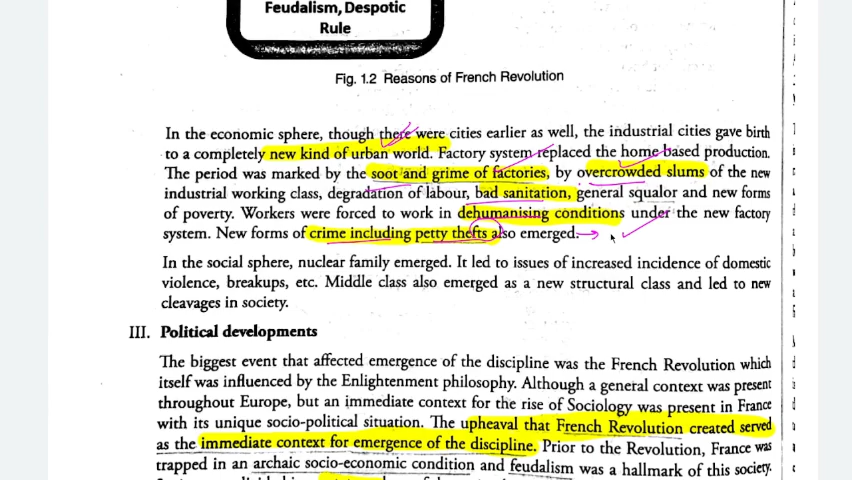 Feudalism, Despotic
Rule
Fig. 1.2 Reasons of French Revolution
In the economic sphere, though there were cities earlier as well, the industrial cities gave birth
to a completely new kind of urban world. Factory system replaced the home based production.
The period was marked by the soot and grime of factories, by overcrowded slums of the new
industrial working class, degradation of labour, bad sanitation, general squalor and new forms
of poverty. Workers were forced to work in dehumanising conditions under the new factory
system. New forms of crime including petty thefts also emerged.
In the social sphere, nuclear family emerged. It led to issues of increased incidence of domestic
violence, breakups, etc. Middle class also emerged as a new structural class and led to new
cleavages in society.
III. Political developments
The biggest event that affected emergence of the discipline was the French Revolution which
itself was influenced by the Enlightenment philosophy. Although a general context was present
throughout Europe, but an immediate context for the rise of Sociology was present in France
with its unique socio-political situation. The upheaval that French Revolution created served
as the immediate context for emergence of the discipline. Prior to the Revolution, France was
trapped in an archaic socio-economic condition and feudalism was a hallmark of this society.